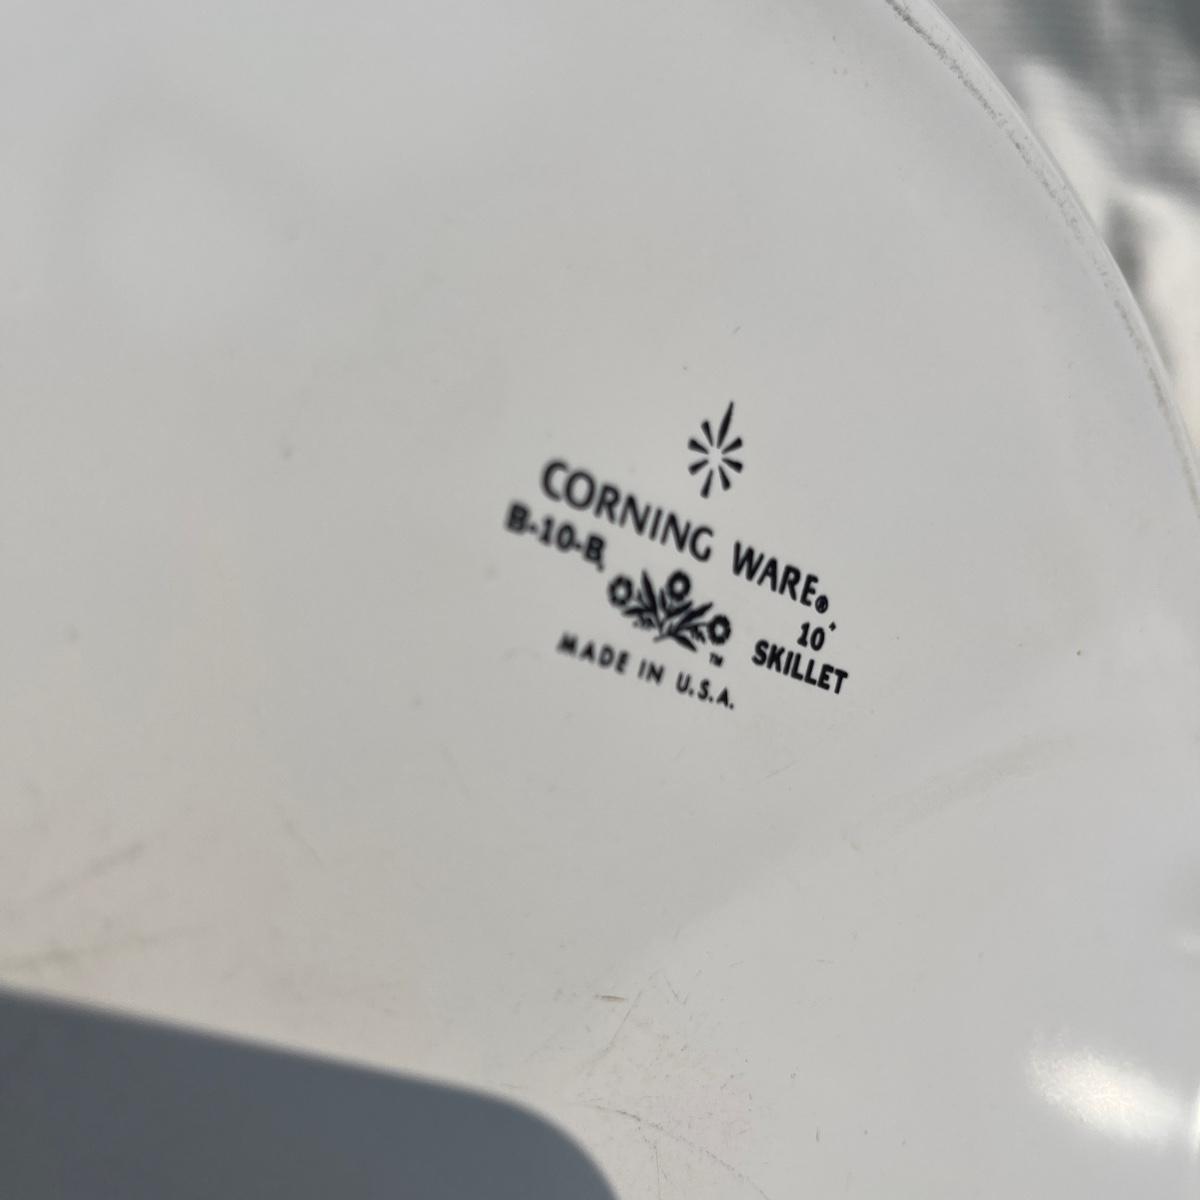 CORNING WARE®
B-10-B
10"
SKILLET
TM
MADE IN U.S.A.